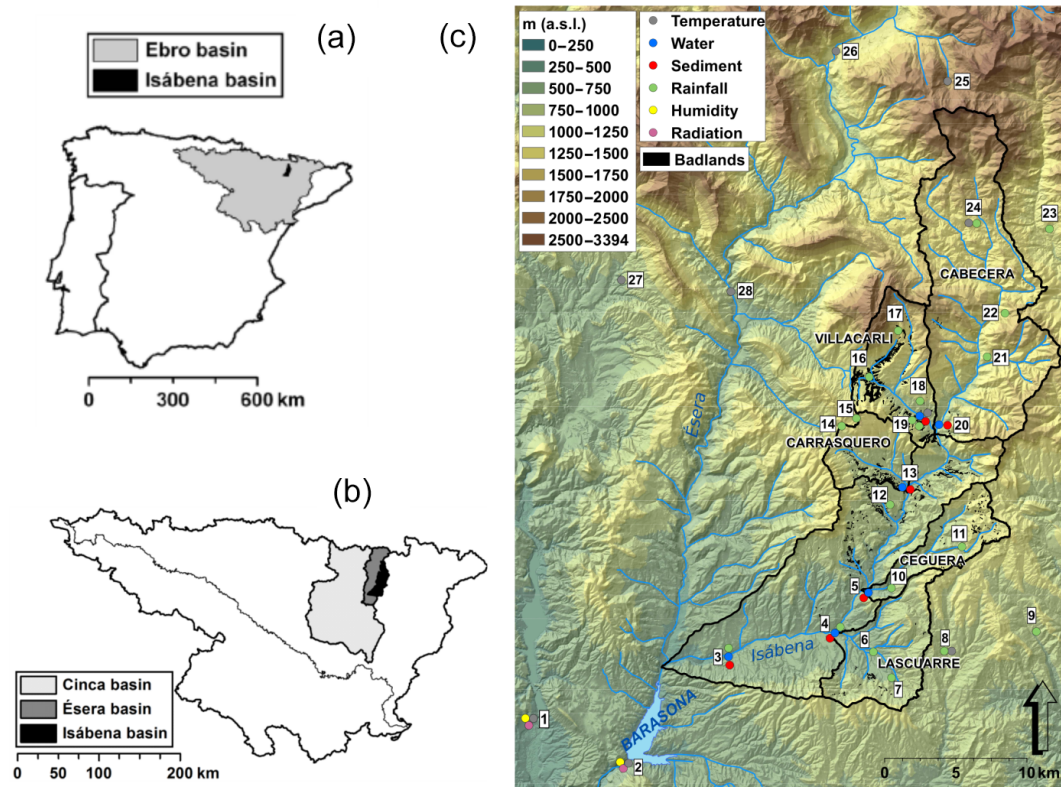 (a)
Ebro basin
Isábena basin
0 300 600 km
(b)
Cinca basin
Ésera basin
Isábena basin
0 50 100 200 km
(c)
m (a.s.l.)
0–250
250–500
500–750
750–1000
1000–1250
1250–1500
1500–1750
1750–2000
2000–2500
2500–3394
Temperature
Water
Sediment
Rainfall
Humidity
Radiation
Badlands
26
25
24
23
CABECERA
27
28
22
17
VILLACARLI
16
21
18
15
14
19
20
CARRASQUERO
Ésera
13
12
11
CEGUERA
10
5
9
4
6
8
3
Isábena
LASCUARRE
7
BARASONA
1
2
0 5 10 km